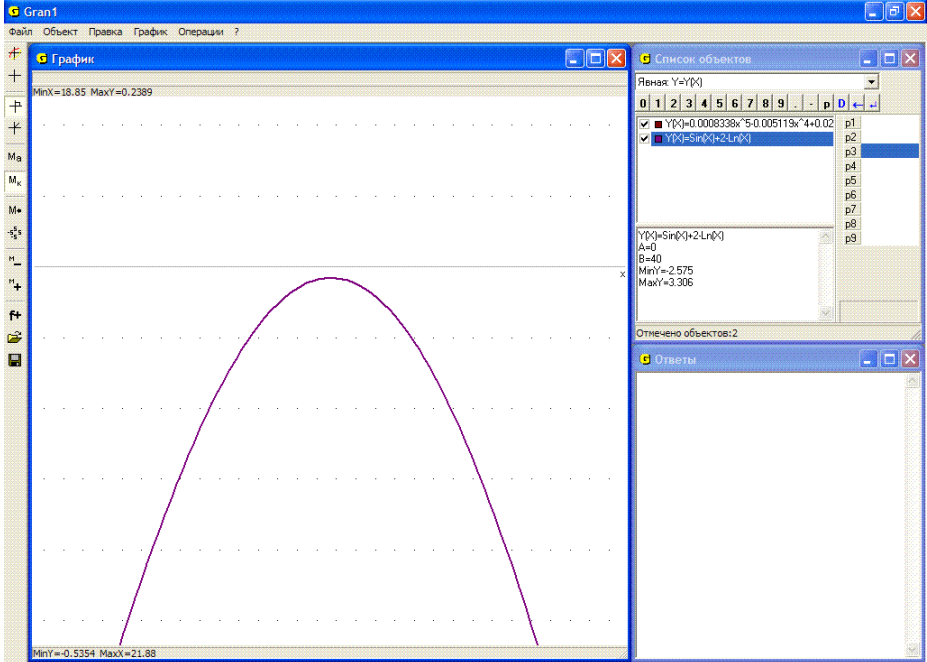 Gran1
Файл Объект Правка График Операции ?
График
MinX=18.85 MaxY=0.2389
x
MinY=-0.5354 MaxX=21.88
Ma
Mк
M•
M
M
f+
Список объектов
Явная: Y=Y(X)
0 1 2 3 4 5 6 7 8 9 . - p D
Y(X)=0.0008338x^5-0.005119x^4+0.02
Y(X)=Sin(X)+2-Ln(X)
p1
p2
p3
p4
p5
p6
p7
p8
p9
Y(X)=Sin(X)+2-Ln(X)
A=0
B=40
MinY=-2.575
MaxY=3.306
Отмечено объектов:2
Ответы